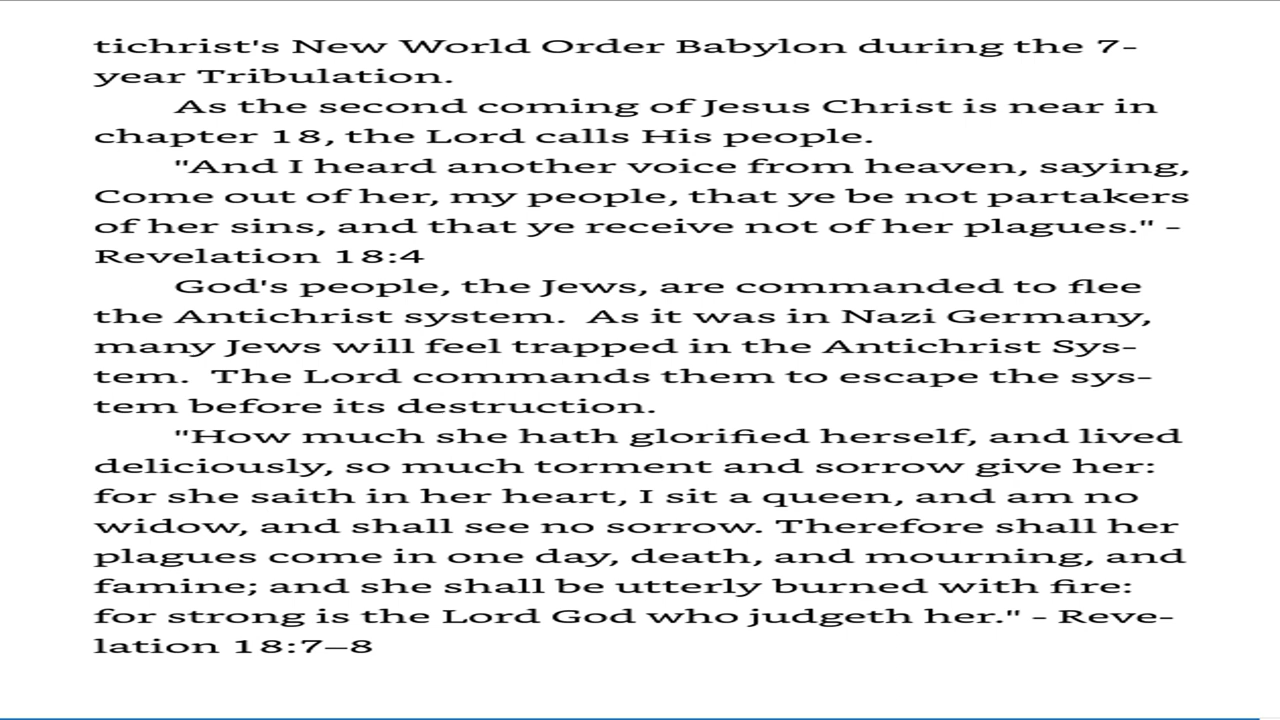 tichrist's New World Order Babylon during the 7-
year Tribulation.
As the second coming of Jesus Christ is near in
chapter 18, the Lord calls His people.
"And I heard another voice from heaven, saying,
Come out of her, my people, that ye be not partakers
of her sins, and that ye receive not of her plagues." -
Revelation 18:4
God's people, the Jews, are commanded to flee
the Antichrist system.  As it was in Nazi Germany,
many Jews will feel trapped in the Antichrist Sys-
tem.  The Lord commands them to escape the sys-
tem before its destruction.
"How much she hath glorified herself, and lived
deliciously, so much torment and sorrow give her:
for she saith in her heart, I sit a queen, and am no
widow, and shall see no sorrow. Therefore shall her
plagues come in one day, death, and mourning, and
famine; and she shall be utterly burned with fire:
for strong is the Lord God who judgeth her." - Reve-
lation 18:7–8